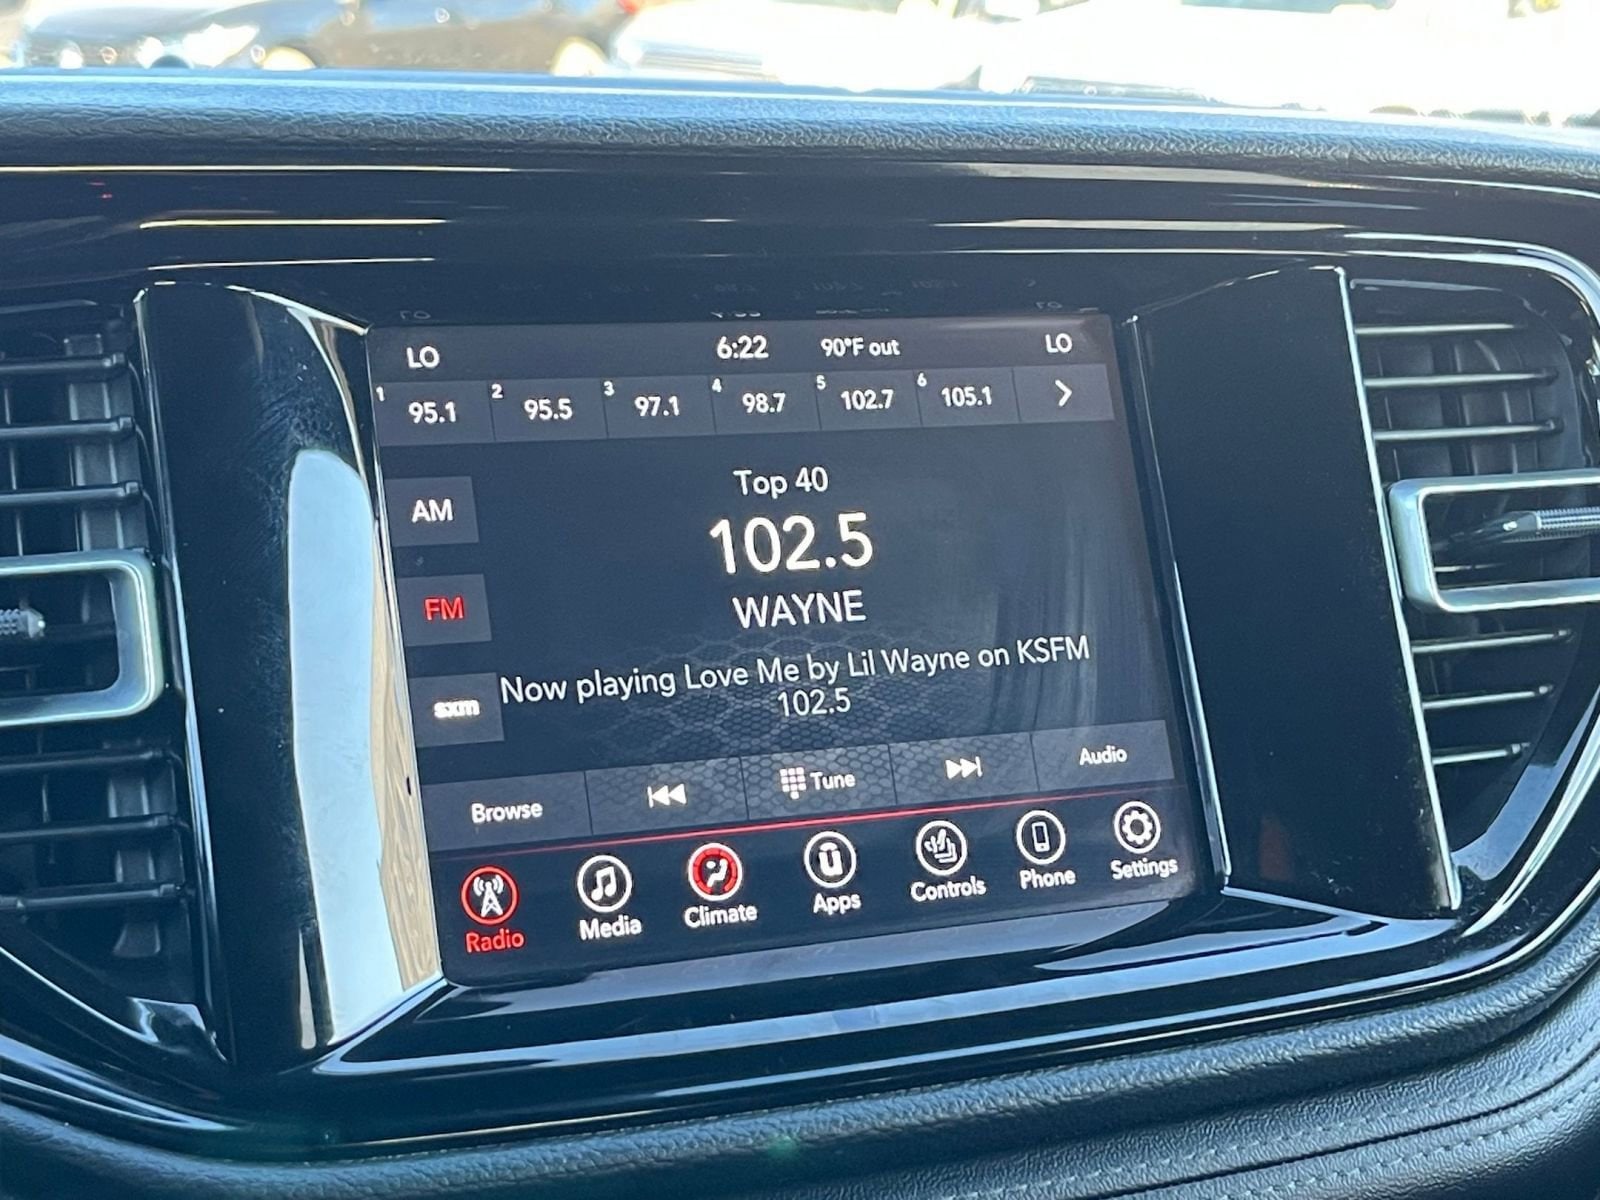 LO 6:22 90°F out LO
1 95.1 2 95.5 3 97.1 4 98.7 5 102.7 6 105.1
AM
FM
sxm
Top 40
102.5
WAYNE
Now playing Love Me by Lil Wayne on KSFM
102.5
Browse Tune Audio
Radio Media Climate Apps Controls Phone Settings